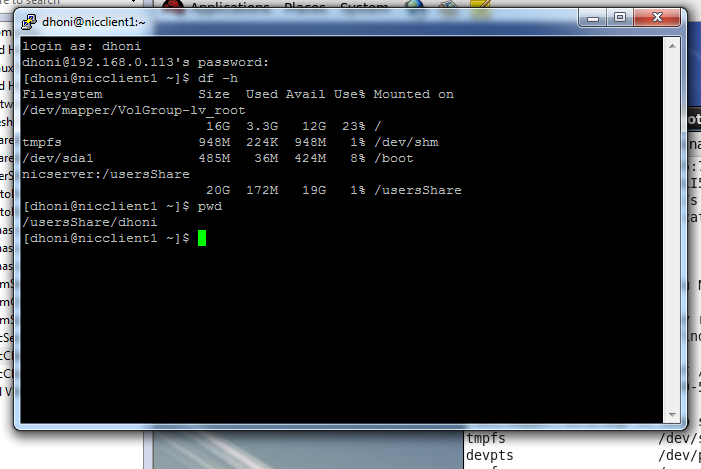 Applications Places System
dhoni@nicclient1:~
login as: dhoni
dhoni@192.168.0.113's password:
[dhoni@nicclient1 ~]$ df -h
Filesystem Size Used Avail Use% Mounted on
/dev/mapper/VolGroup-lv_root
16G 3.3G 12G 23% /
tmpfs 948M 224K 948M 1% /dev/shm
/dev/sda1 485M 36M 424M 8% /boot
nicserver:/usersShare
20G 172M 19G 1% /usersShare
[dhoni@nicclient1 ~]$ pwd
/usersShare/dhoni
[dhoni@nicclient1 ~]$
tmpfs
devpts